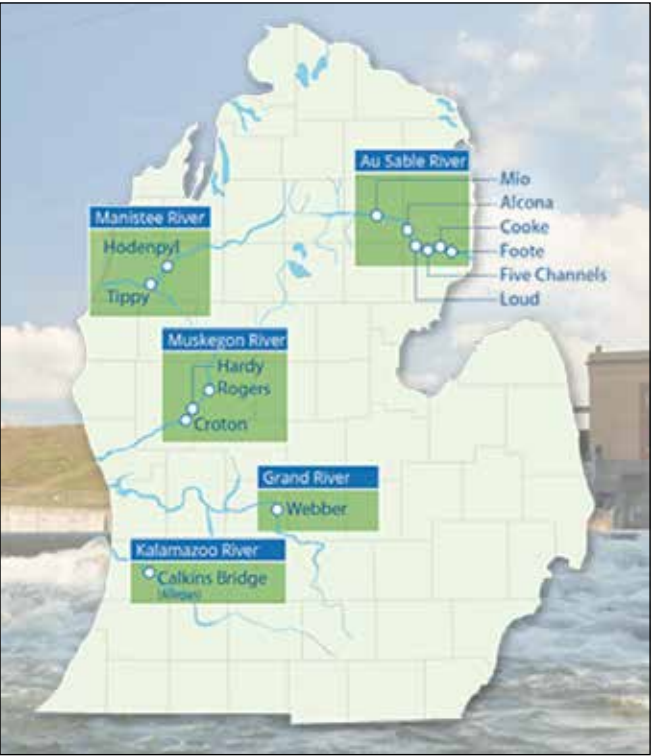 Au Sable River
Mio
Alcona
Cooke
Foote
Five Channels
Loud
Manistee River
Hodenpyl
Tippy
Muskegon River
Hardy
Rogers
Croton
Grand River
Webber
Kalamazoo River
Calkins Bridge
(Allegan)